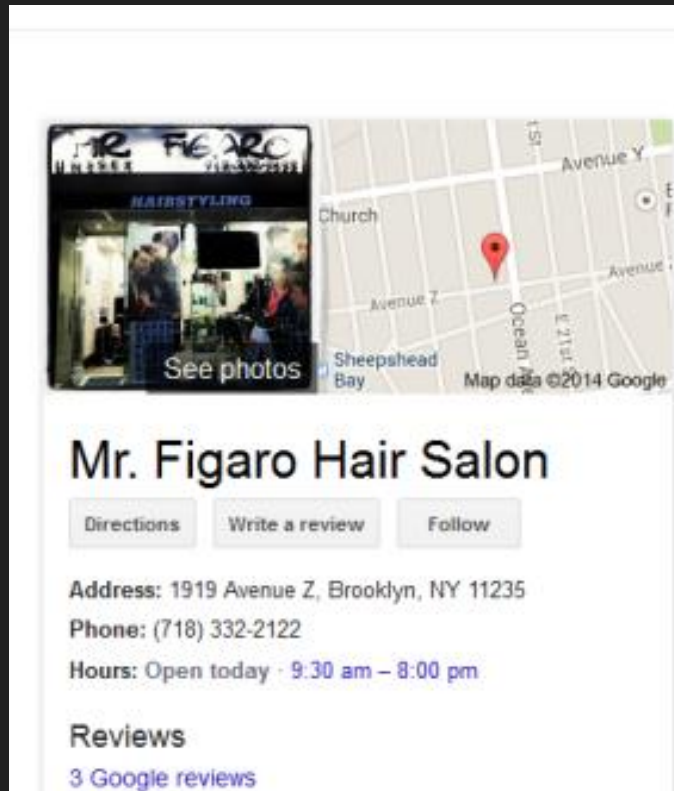 MR FIGARO
HAIRSTYLING
See photos
St
Avenue Y
Church
Avenue Z
Avenue
Ocean
E 21st
Sheepshead
Bay
Map data ©2014 Google
Mr. Figaro Hair Salon
Directions
Write a review
Follow
Address: 1919 Avenue Z, Brooklyn, NY 11235
Phone: (718) 332-2122
Hours: Open today · 9:30 am – 8:00 pm
Reviews
3 Google reviews